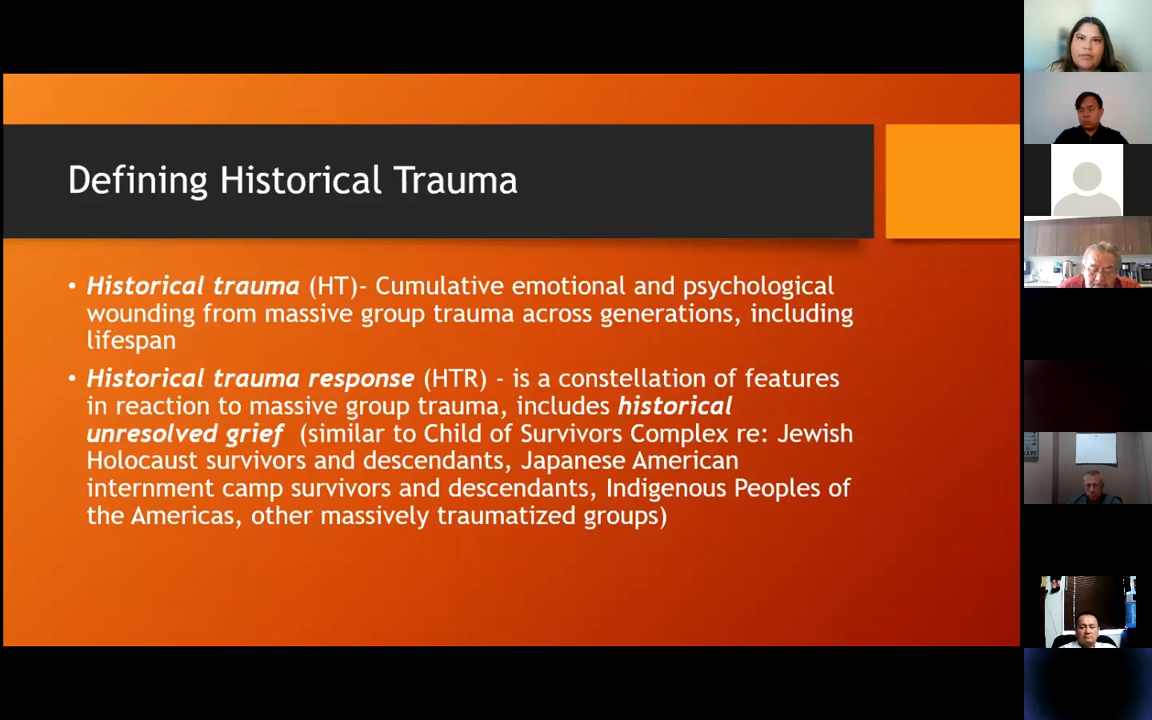 Defining Historical Trauma
• Historical trauma (HT)- Cumulative emotional and psychological
wounding from massive group trauma across generations, including
lifespan
• Historical trauma response (HTR) - is a constellation of features
in reaction to massive group trauma, includes historical
unresolved grief  (similar to Child of Survivors Complex re: Jewish
Holocaust survivors and descendants, Japanese American
internment camp survivors and descendants, Indigenous Peoples of
the Americas, other massively traumatized groups)